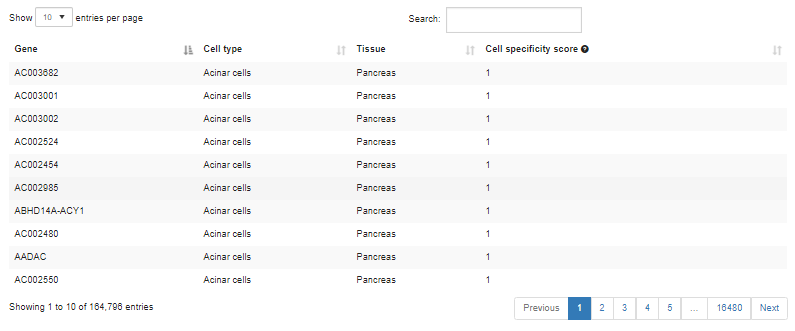 Show 10 entries per page Search:
Gene Cell type Tissue Cell specificity score ?
AC003682 Acinar cells Pancreas 1
AC003001 Acinar cells Pancreas 1
AC003002 Acinar cells Pancreas 1
AC002524 Acinar cells Pancreas 1
AC002454 Acinar cells Pancreas 1
AC002985 Acinar cells Pancreas 1
ABHD14A-ACY1 Acinar cells Pancreas 1
AC002480 Acinar cells Pancreas 1
AADAC Acinar cells Pancreas 1
AC002550 Acinar cells Pancreas 1
Showing 1 to 10 of 164,796 entries Previous 1 2 3 4 5 ... 16480 Next